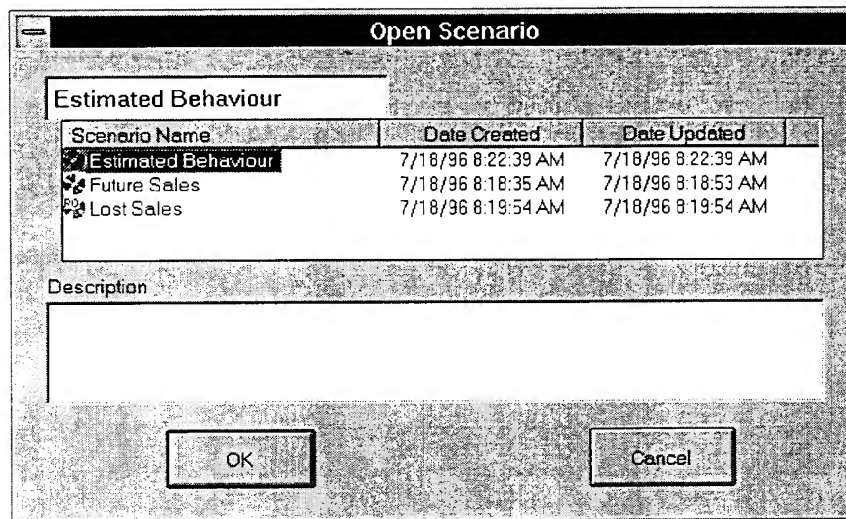 Open Scenario
Estimated Behaviour
Scenario Name Date Created Date Updated
Estimated Behaviour 7/18/96 8:22:39 AM 7/18/96 8:22:39 AM
Future Sales 7/18/96 8:18:35 AM 7/18/96 8:18:53 AM
RO Lost Sales 7/18/96 8:19:54 AM 7/18/96 8:19:54 AM
Description
OK Cancel